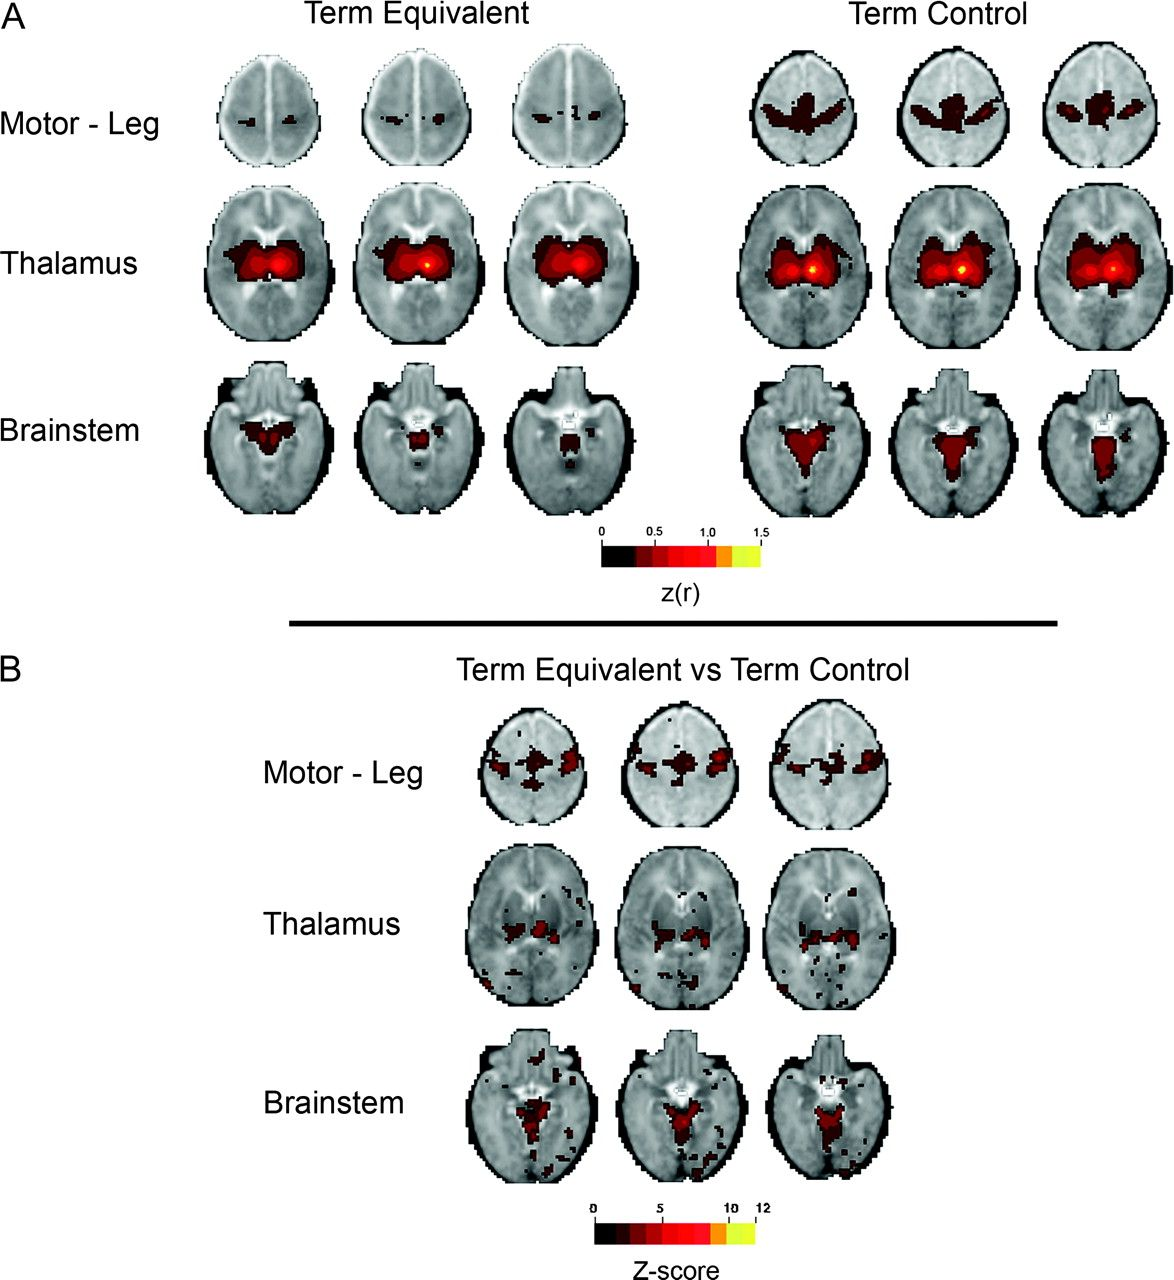 A
Term Equivalent
Term Control
Motor - Leg
Thalamus
Brainstem
0 0.5 1.0 1.5
z(r)
B
Term Equivalent vs Term Control
Motor - Leg
Thalamus
Brainstem
0 5 10 12
Z-score